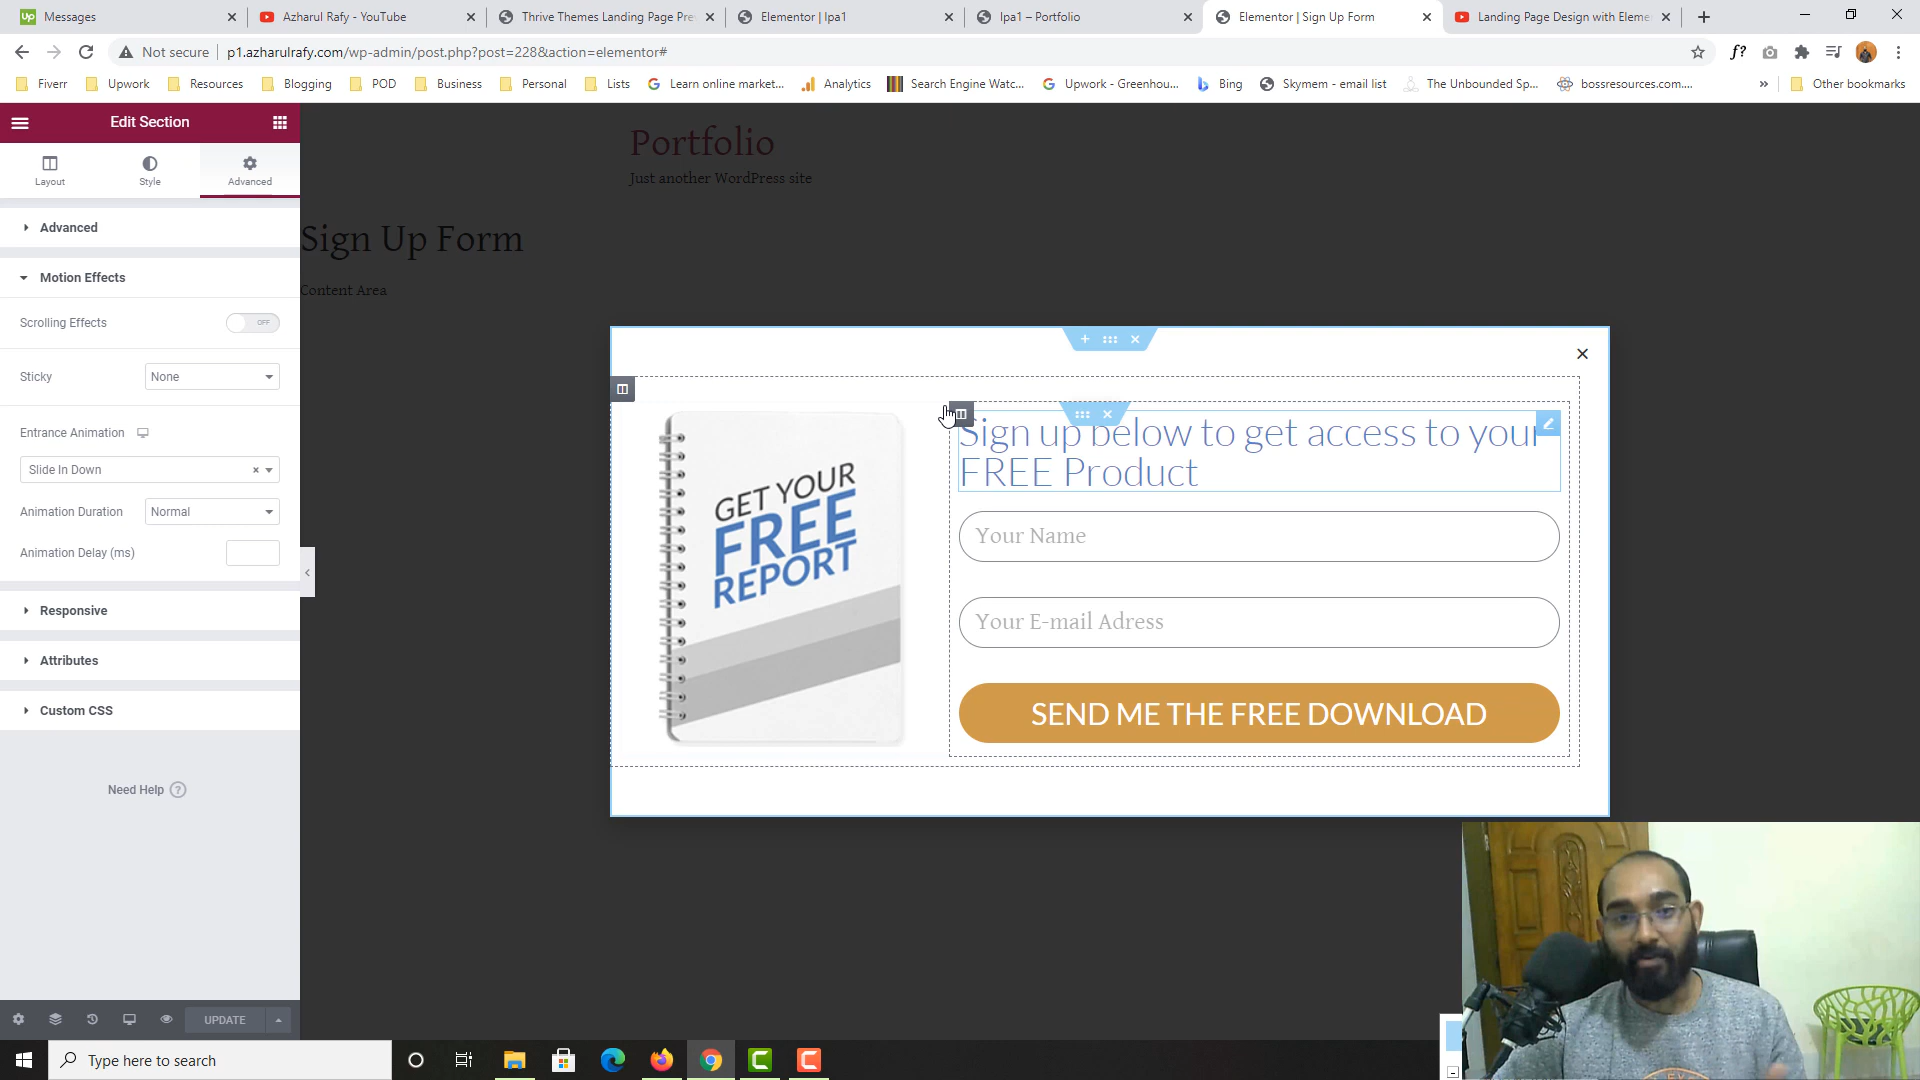 Messages
Azharul Rafy - YouTube
Thrive Themes Landing Page Pre
Elementor | lpa1
lpa1 – Portfolio
Elementor | Sign Up Form
Landing Page Design with Eleme
Not secure
p1.azharulrafy.com/wp-admin/post.php?post=228&action=elementor#
Fiverr
Upwork
Resources
Blogging
POD
Business
Personal
Lists
Learn online market...
Analytics
Search Engine Watc...
Upwork - Greenhou...
Bing
Skymem - email list
The Unbounded Sp...
bossresources.com...
Other bookmarks
Edit Section
Layout
Style
Advanced
Advanced
Motion Effects
Scrolling Effects
OFF
Sticky
None
Entrance Animation
Slide In Down
Animation Duration
Normal
Animation Delay (ms)
Responsive
Attributes
Custom CSS
Need Help ?
UPDATE
Portfolio
Just another WordPress site
Sign Up Form
Content Area
GET YOUR
FREE
REPORT
Sign up below to get access to your
FREE Product
Your Name
Your E-mail Adress
SEND ME THE FREE DOWNLOAD
Type here to search